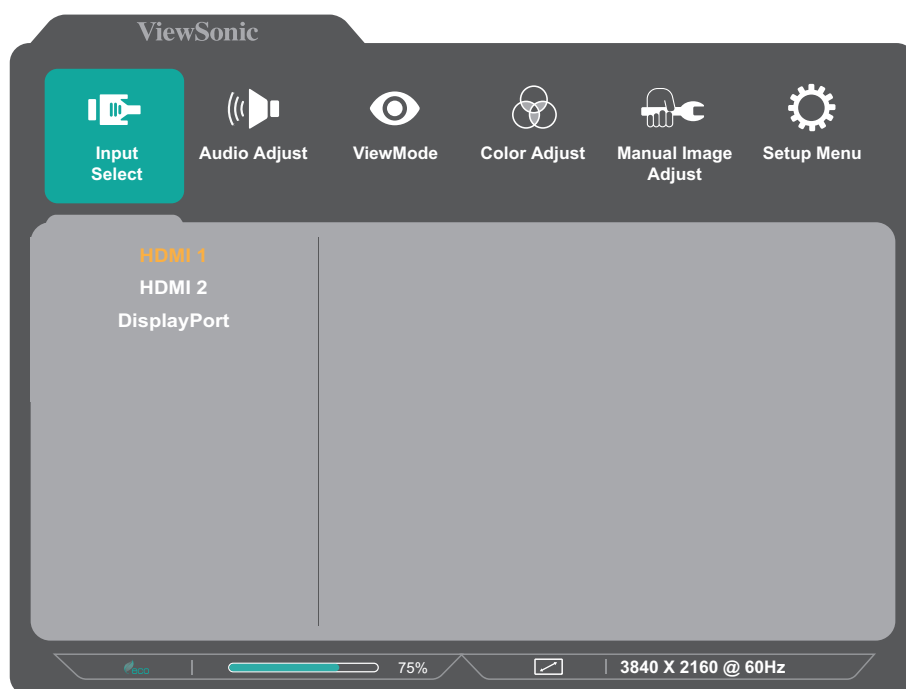 ViewSonic
Input
Select
Audio Adjust
ViewMode
Color Adjust
Manual Image
Adjust
Setup Menu
HDMI 1
HDMI 2
DisplayPort
eco
75%
3840 X 2160 @ 60Hz